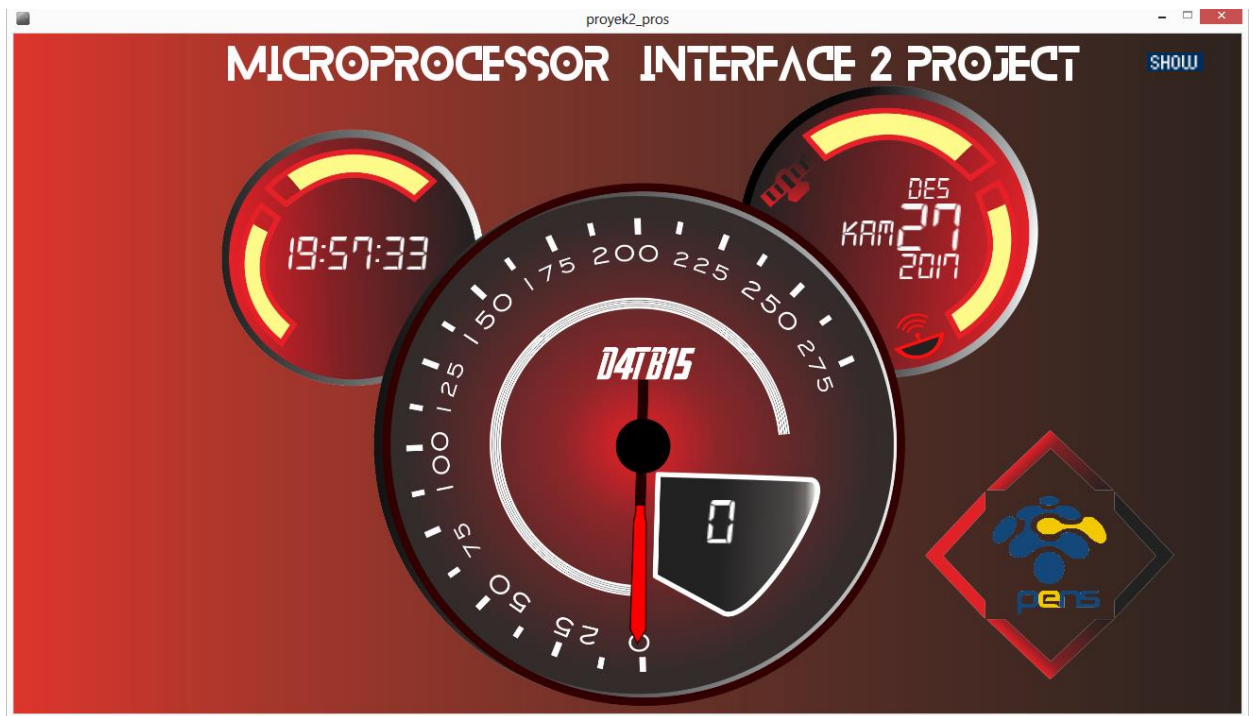 proyek2_pros
MICROPROCESSOR INTERFACE 2 PROJECT
SHOW
19:57:33
DES
KAM 27
2017
D4TB15
0
25
50
75
100
125
150
175
200
225
250
275
0
pens